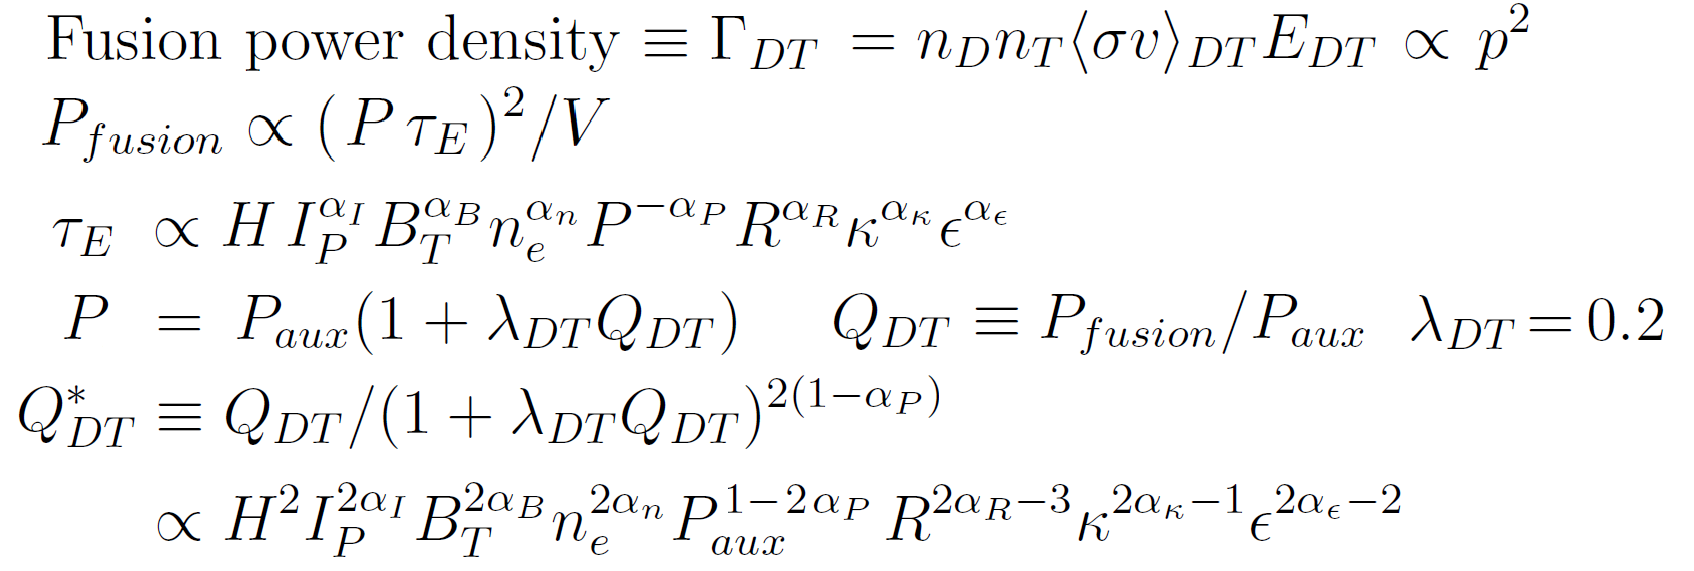 Fusion power density ≡ Γ_{DT} = n_D n_T ⟨σv⟩_{DT} E_{DT} ∝ p^2
P_{fusion} ∝ (P τ_E)^2/V
τ_E ∝ H I_P^{α_I} B_T^{α_B} n_e^{α_n} P^{-α_P} R^{α_R} κ^{α_κ} ϵ^{α_ϵ}
P = P_{aux}(1 + λ_{DT} Q_{DT}) Q_{DT} ≡ P_{fusion}/P_{aux} λ_{DT} = 0.2
Q_{DT}^* ≡ Q_{DT}/(1 + λ_{DT} Q_{DT})^{2(1-α_P)}
∝ H^2 I_P^{2α_I} B_T^{2α_B} n_e^{2α_n} P_{aux}^{1-2α_P} R^{2α_R-3} κ^{2α_κ-1} ϵ^{2α_ϵ-2}